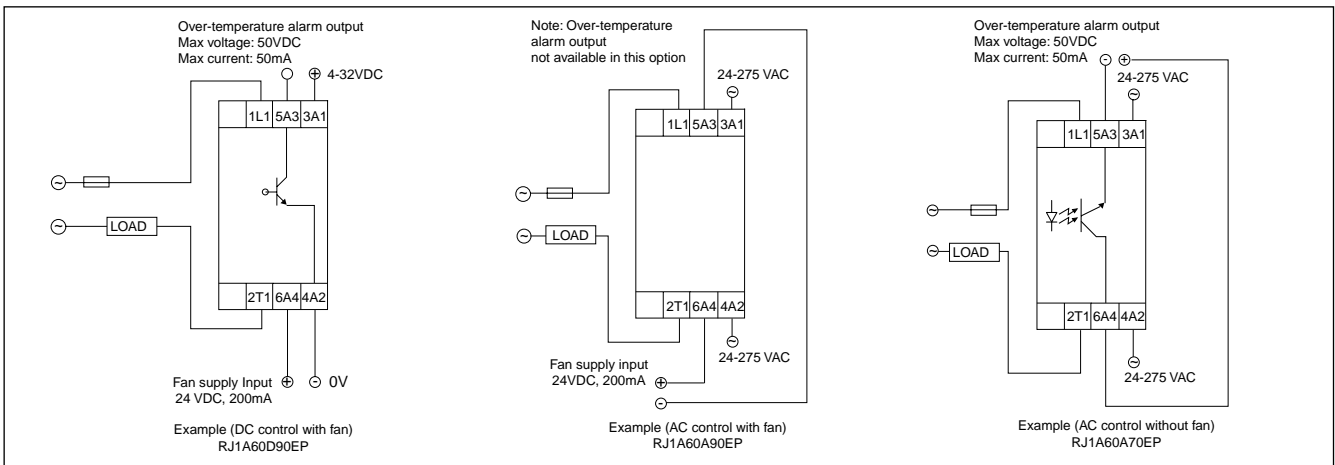 Over-temperature alarm output
Max voltage: 50VDC
Max current: 50mA
4-32VDC
1L1 5A3 3A1
LOAD
2T1 6A4 4A2
Fan supply Input
24 VDC, 200mA
0V
Example (DC control with fan)
RJ1A60D90EP
Note: Over-temperature
alarm output
not available in this option
24-275 VAC
1L1 5A3 3A1
LOAD
2T1 6A4 4A2
24-275 VAC
Fan supply input
24VDC, 200mA
Example (AC control with fan)
RJ1A60A90EP
Over-temperature alarm output
Max voltage: 50VDC
Max current: 50mA
24-275 VAC
1L1 5A3 3A1
LOAD
2T1 6A4 4A2
24-275 VAC
Example (AC control without fan)
RJ1A60A70EP